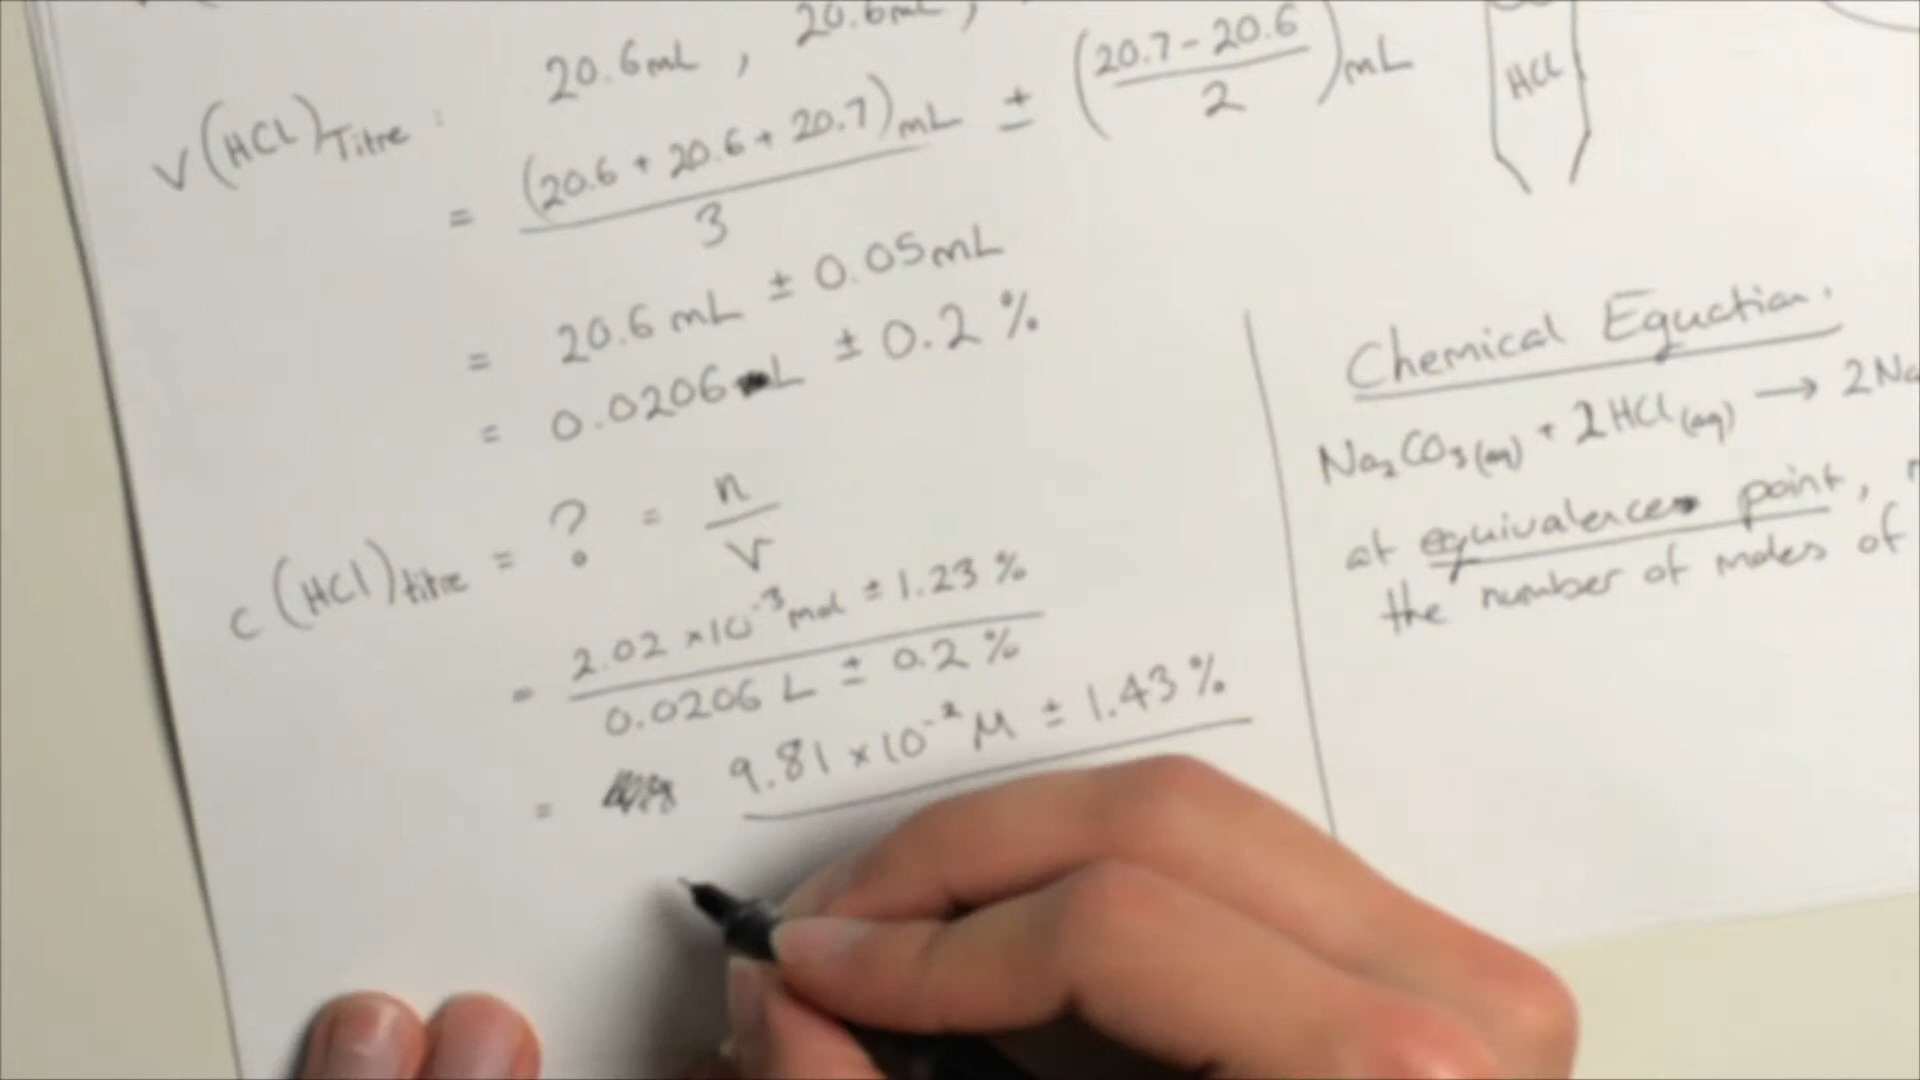 20.6mL , 20.6mL ,
V(HCl)Titre :
= (20.6 + 20.6 + 20.7)mL / 3 ± (20.7 - 20.6 / 2)mL
= 20.6 mL ± 0.05mL
= 0.0206 L ± 0.2 %
c(HCl)titre = ? = n / V
= 2.02 ×10⁻³ mol ± 1.23 % / 0.0206 L ± 0.2 %
= 9.81 ×10⁻² M ± 1.43 %
HCl
Chemical Equation.
Na₂CO₃(aq) + 2HCl(aq) → 2Na
at equivalence point,
the number of moles of